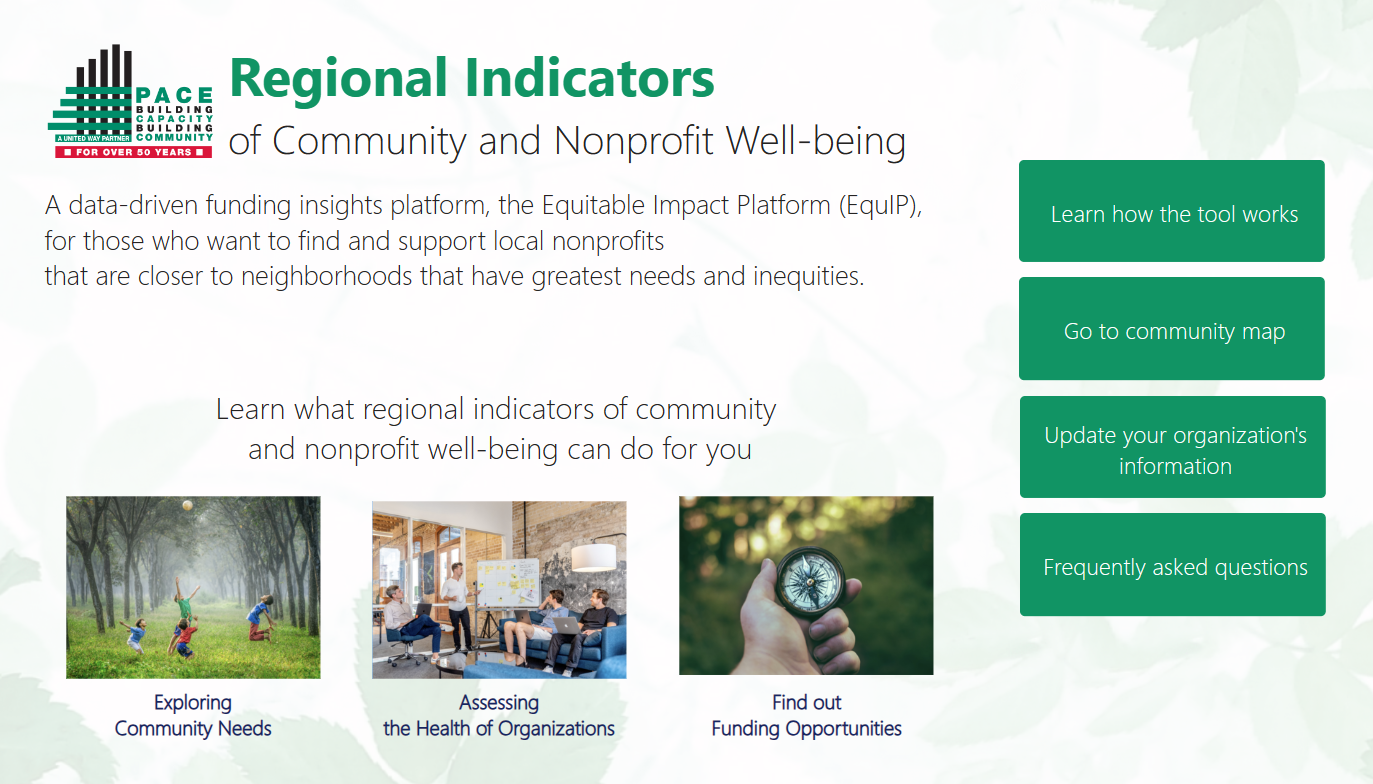 PACE
BUILDING
CAPACITY
BUILDING
COMMUNITY
A UNITED WAY PARTNER
FOR OVER 50 YEARS
Regional Indicators
of Community and Nonprofit Well-being
A data-driven funding insights platform, the Equitable Impact Platform (EquIP),
for those who want to find and support local nonprofits
that are closer to neighborhoods that have greatest needs and inequities.
Learn how the tool works
Go to community map
Update your organization's
information
Frequently asked questions
Learn what regional indicators of community
and nonprofit well-being can do for you
Exploring
Community Needs
Assessing
the Health of Organizations
Find out
Funding Opportunities